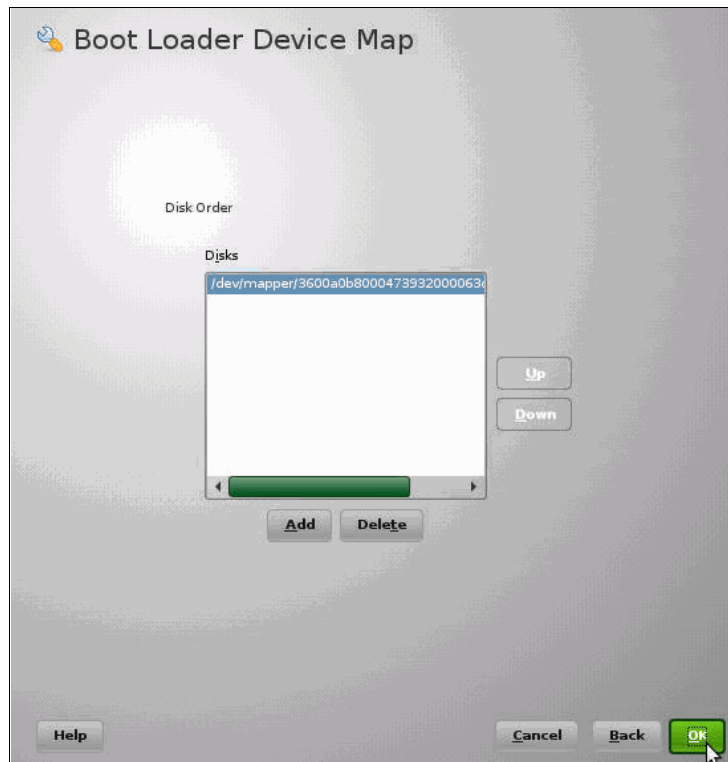 Boot Loader Device Map
Disk Order
Disks
/dev/mapper/3600a0b8000473932000063
Up
Down
Add Delete
Help Cancel Back OK